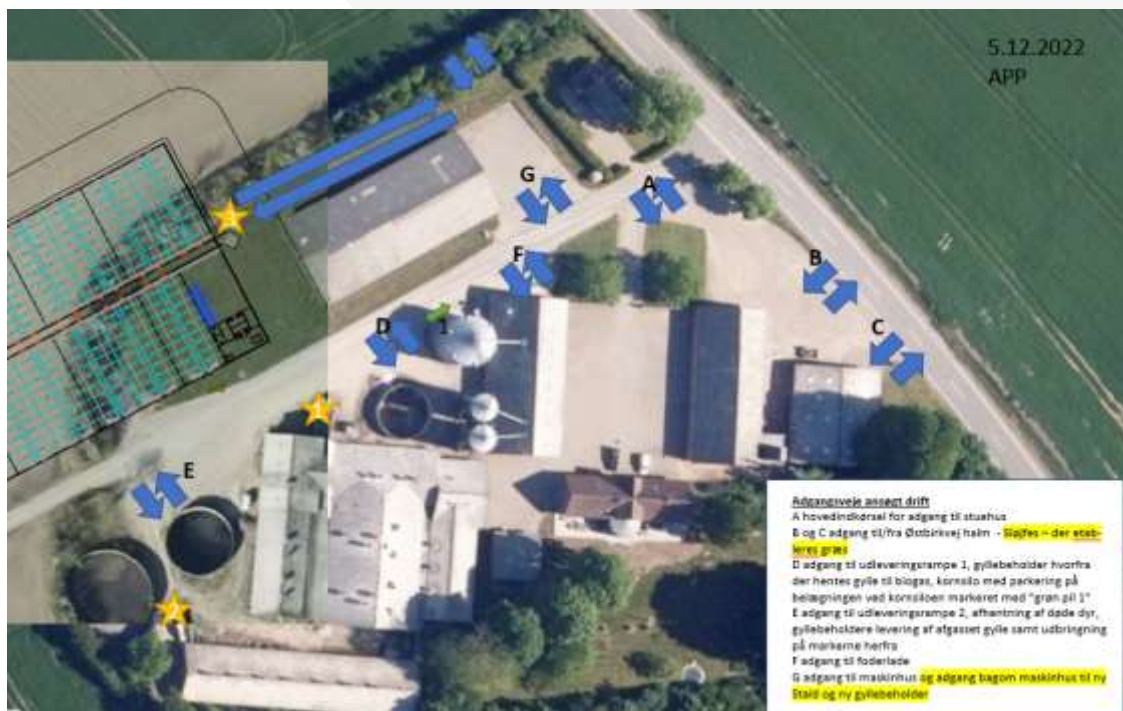 5.12.2022
APP
G
A
F
B
D
1
C
3
1
E
2
Adgangsveje ansøgt drift
A hovedindkørsel for adgang til stuehus
B og C adgang til/fra Østbirkvej halm - Sløjfes – der etab-
leres græs
D adgang til udleveringsrampe 1, gyllebeholder hvorfra
der hentes gylle til biogas, kornsilo med parkering på
belægningen ved kornsiloen markeret med "grøn pil 1"
E adgang til udleveringsrampe 2, afhentning af døde dyr,
gyllebeholdere levering af afgasset gylle samt udbringning
på markerne herfra
F adgang til foderlade
G adgang til maskinhus og adgang bagom maskinhus til ny
Stald og ny gyllebeholder